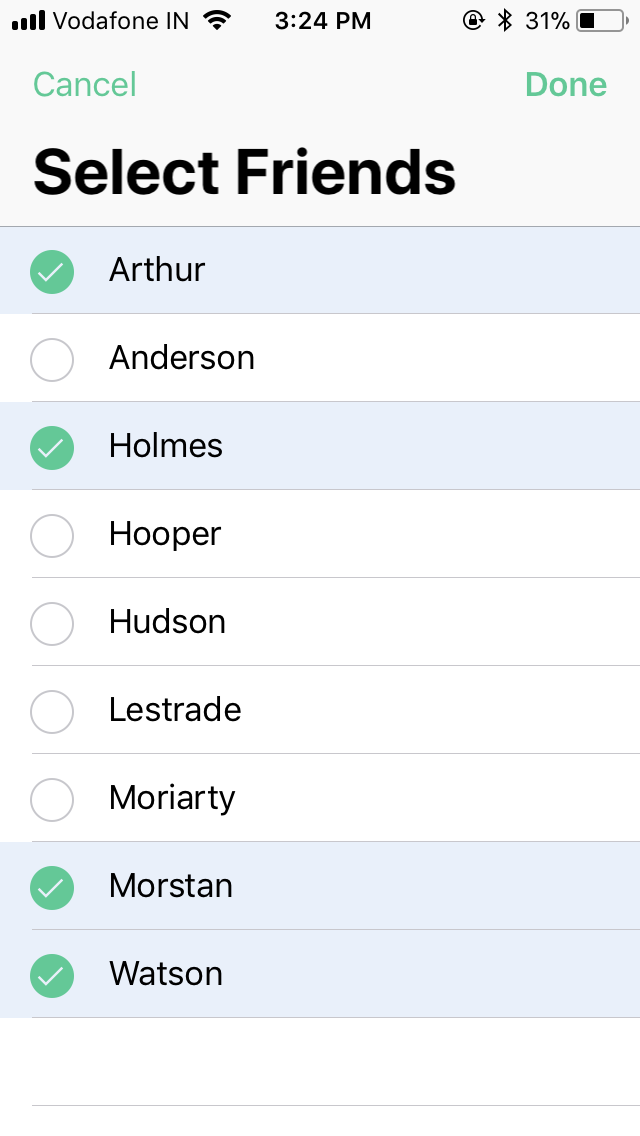 Vodafone IN 3:24 PM 31%
Cancel Done
Select Friends
Arthur
Anderson
Holmes
Hooper
Hudson
Lestrade
Moriarty
Morstan
Watson